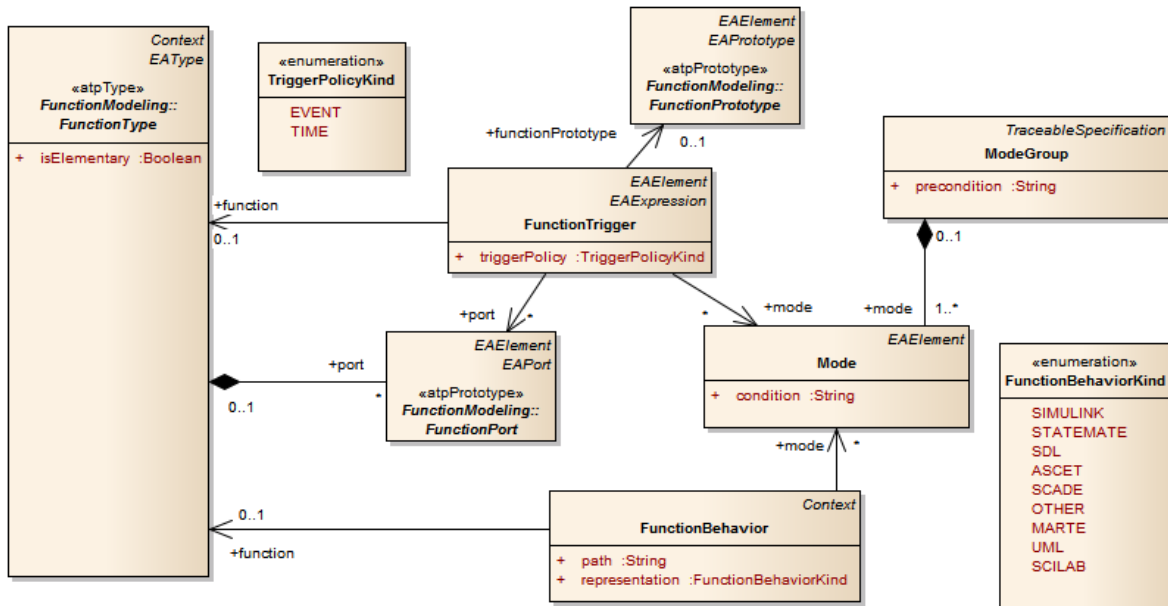 Context
EAType
«atpType»
FunctionModeling::
FunctionType
+ isElementary :Boolean
«enumeration»
TriggerPolicyKind
EVENT
TIME
EAElement
EAPrototype
«atpPrototype»
FunctionModeling::
FunctionPrototype
+functionPrototype
0..1
TraceableSpecification
ModeGroup
+ precondition :String
0..1
+mode
1..*
+function
0..1
EAElement
EAExpression
FunctionTrigger
+ triggerPolicy :TriggerPolicyKind
+port
*
+mode
*
+port
0..1
*
EAElement
EAPort
«atpPrototype»
FunctionModeling::
FunctionPort
EAElement
Mode
+ condition :String
+mode
*
«enumeration»
FunctionBehaviorKind
SIMULINK
STATEMATE
SDL
ASCET
SCADE
OTHER
MARTE
UML
SCILAB
0..1
+function
Context
FunctionBehavior
+ path :String
+ representation :FunctionBehaviorKind